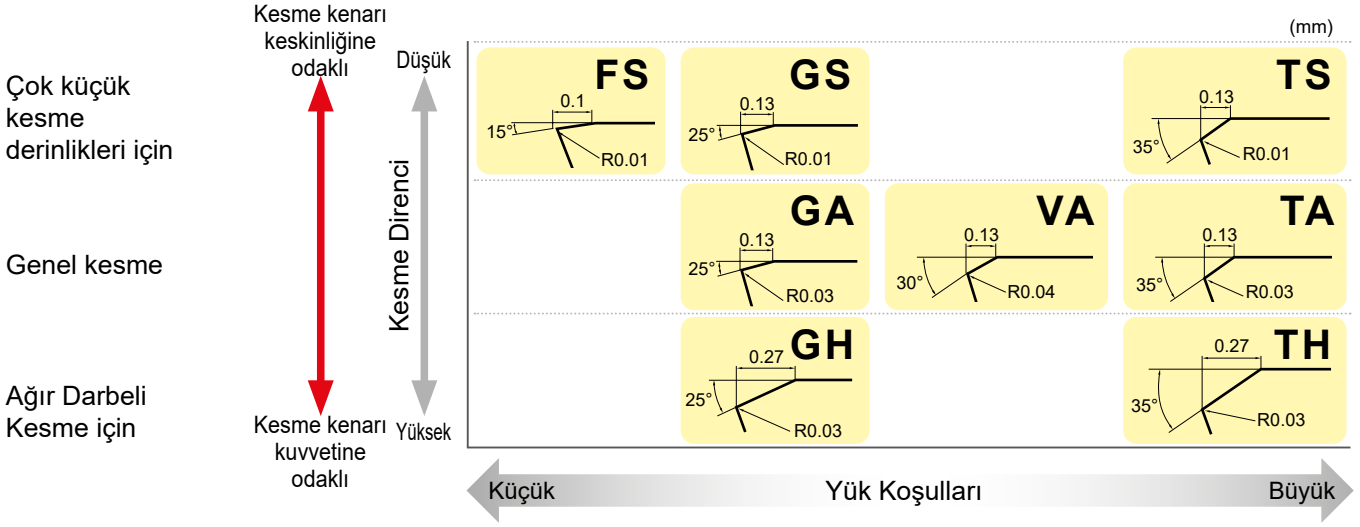 Kesme kenarı
keskinliğine
odaklı
Düşük
(mm)
Çok küçük
kesme
derinlikleri için
FS
0.1
15°
R0.01
GS
0.13
25°
R0.01
TS
0.13
35°
R0.01
Kesme Direnci
Genel kesme
GA
0.13
25°
R0.03
VA
0.13
30°
R0.04
TA
0.13
35°
R0.03
Ağır Darbeli
Kesme için
GH
0.27
25°
R0.03
TH
0.27
35°
R0.03
Kesme kenarı
kuvvetine
odaklı
Yüksek
Küçük
Yük Koşulları
Büyük